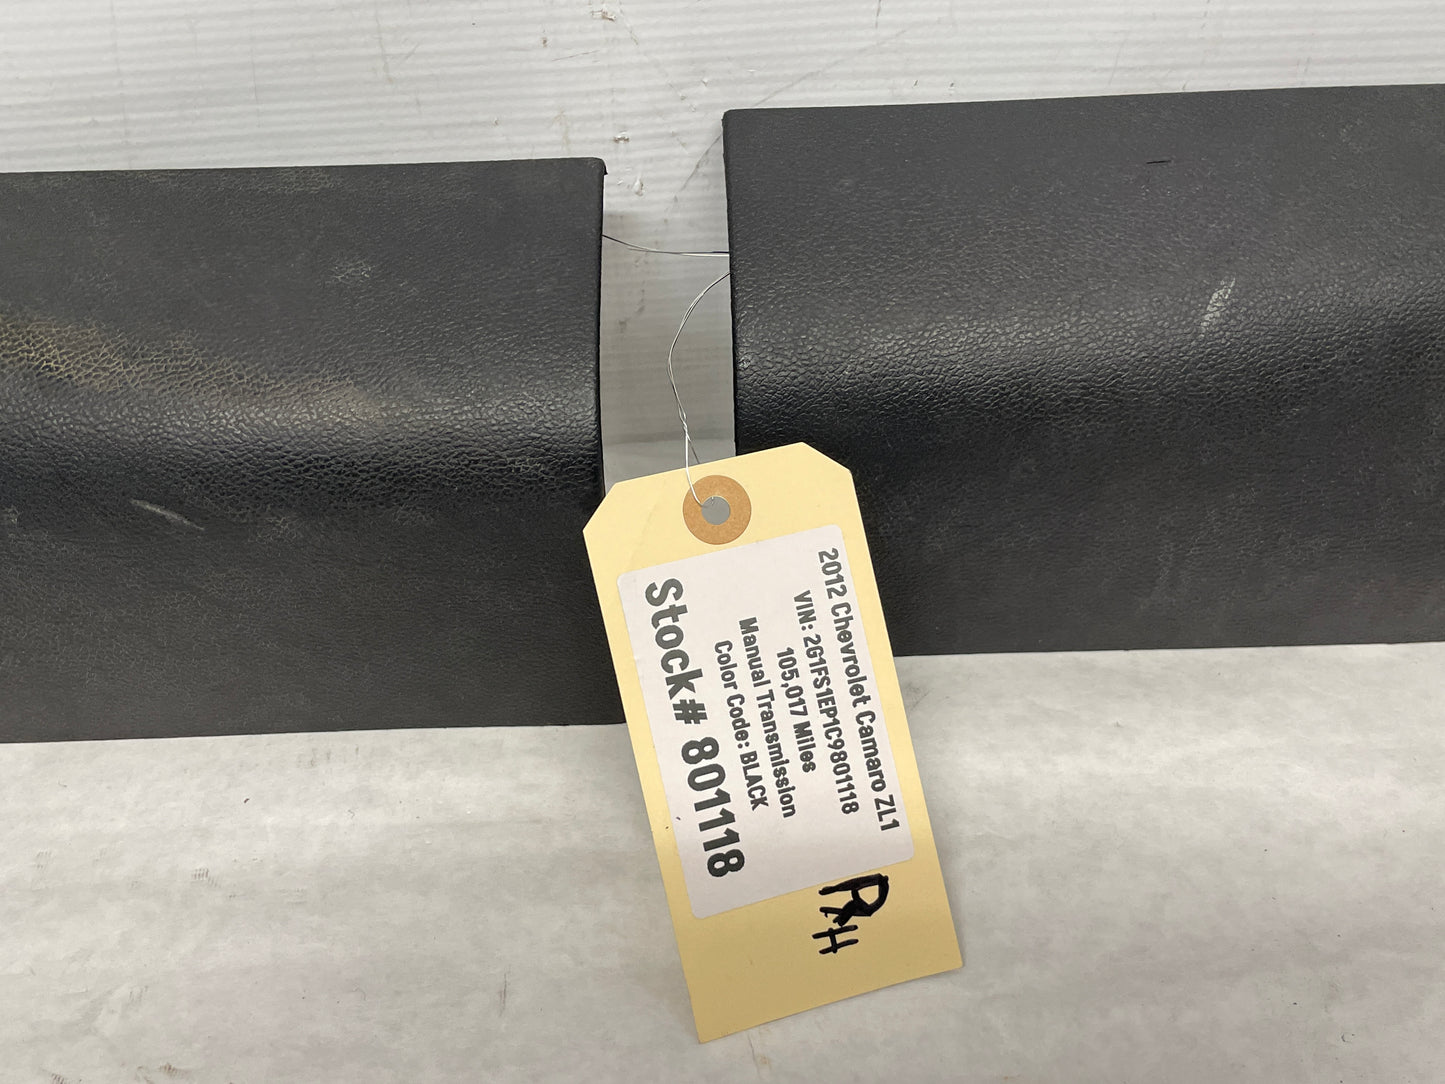 2012 Chevrolet Camaro ZL1
VIN: 2G1FS1EP1C9801118
105,017 Miles
Manual Transmission
Color Code: BLACK
Stock# 801118
RH